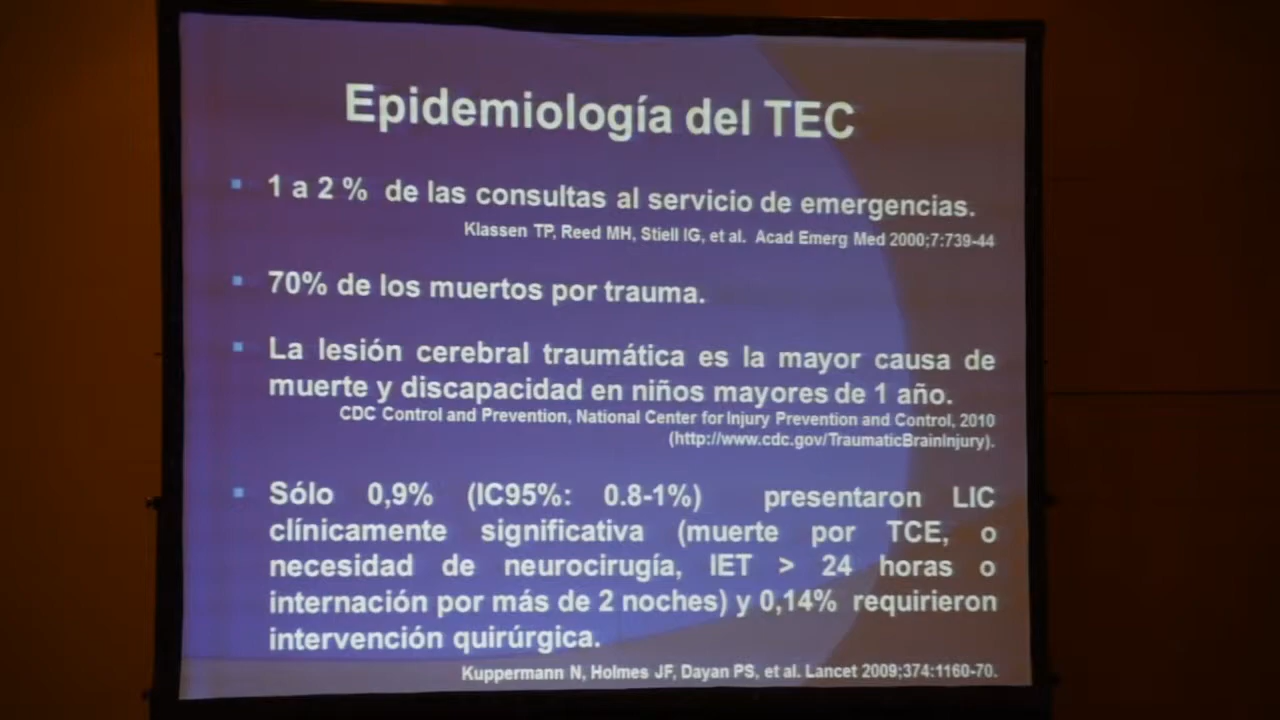 Epidemiología del TEC
1 a 2 % de las consultas al servicio de emergencias.
Klassen TP, Reed MH, Stiell IG, et al. Acad Emerg Med 2000;7:739-44
70% de los muertos por trauma.
La lesión cerebral traumática es la mayor causa de
muerte y discapacidad en niños mayores de 1 año.
CDC Control and Prevention, National Center for Injury Prevention and Control, 2010
(http://www.cdc.gov/TraumaticBrainInjury).
Sólo 0,9% (IC95%: 0.8-1%) presentaron LIC
clínicamente significativa (muerte por TCE, o
necesidad de neurocirugía, IET > 24 horas o
internación por más de 2 noches) y 0,14% requirieron
intervención quirúrgica.
Kuppermann N, Holmes JF, Dayan PS, et al. Lancet 2009;374:1160-70.